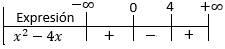 Expresión −∞ 0 4 +∞
x² − 4x + − +